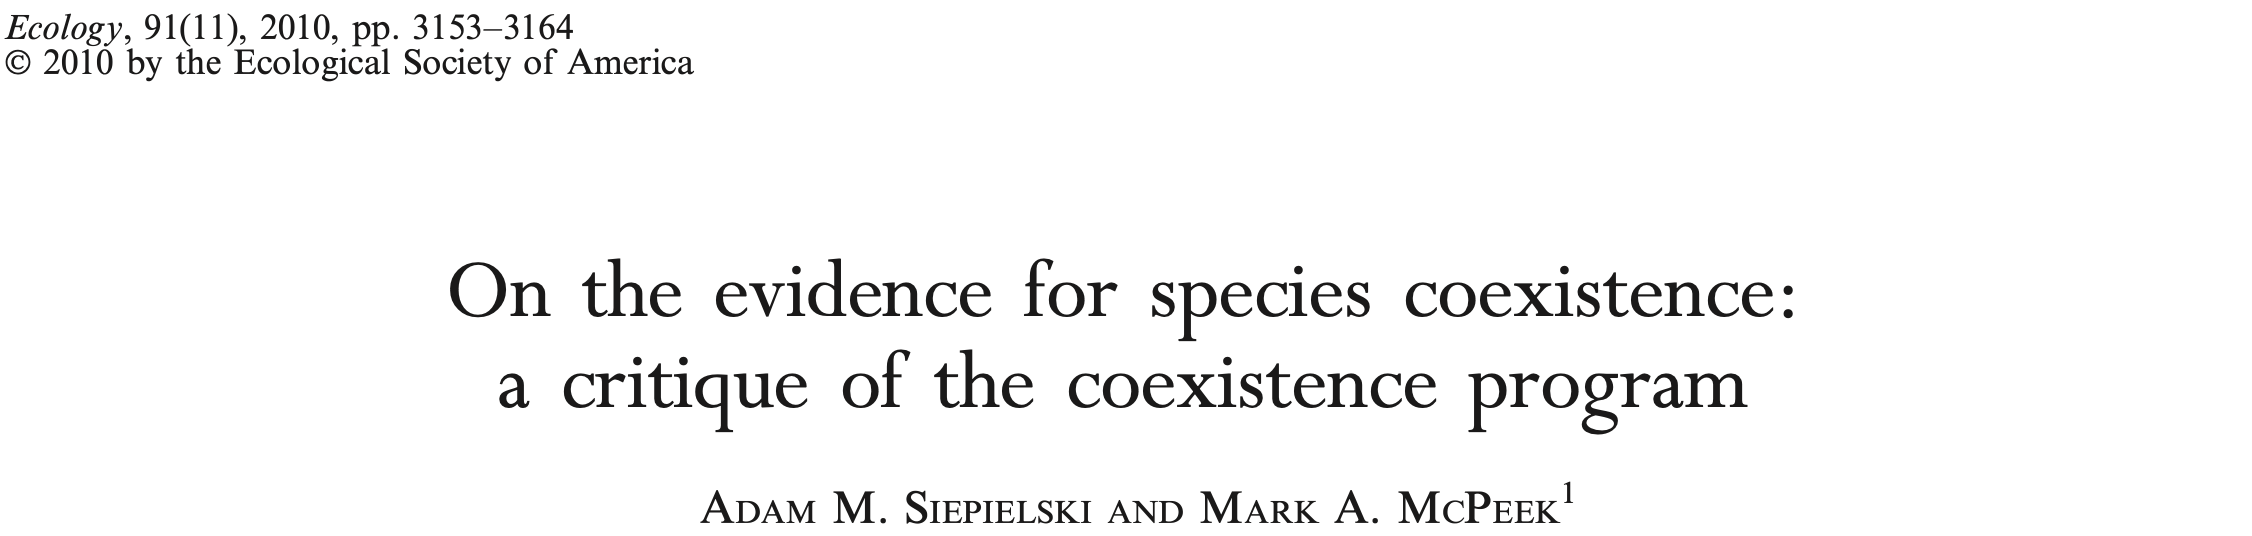 Ecology, 91(11), 2010, pp. 3153–3164
© 2010 by the Ecological Society of America
On the evidence for species coexistence:
a critique of the coexistence program
Adam M. Siepielski and Mark A. McPeek¹